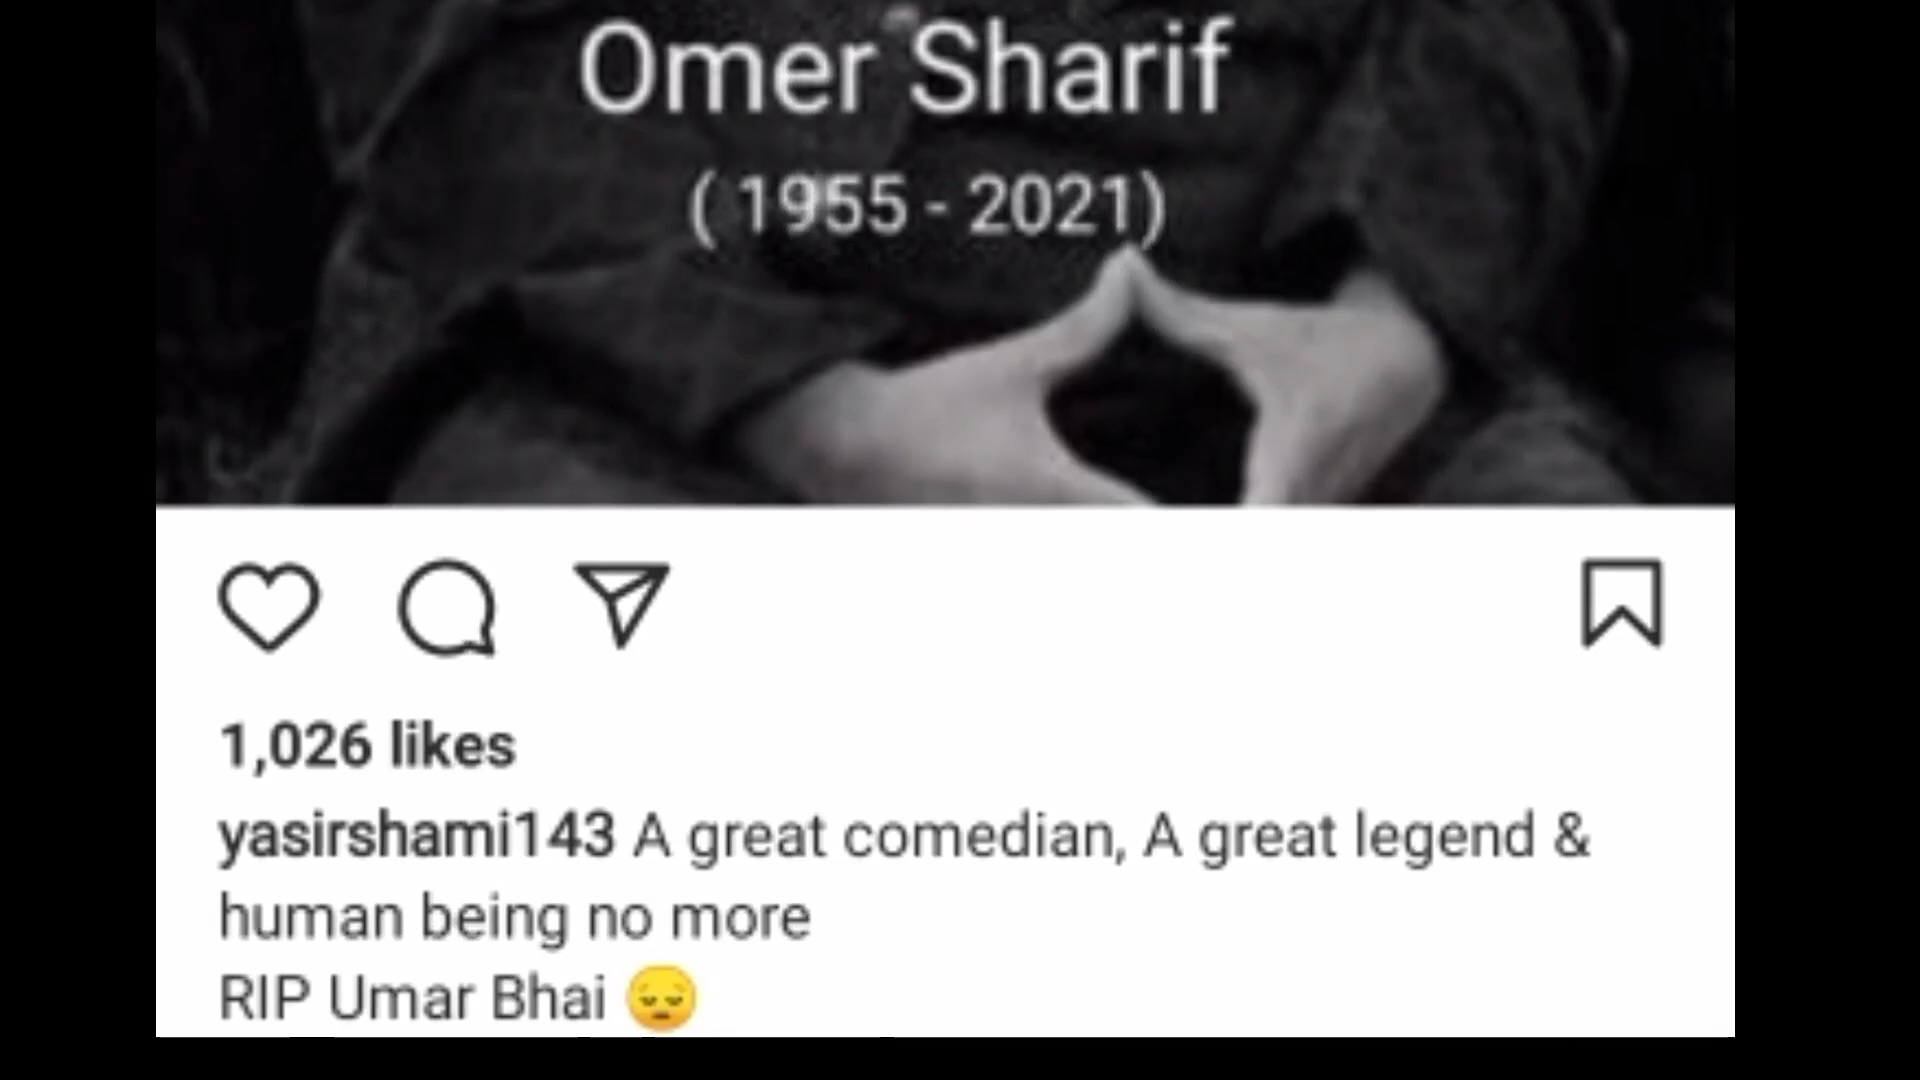 Omer Sharif
( 1955 - 2021)
1,026 likes
yasirshami143 A great comedian, A great legend &
human being no more
RIP Umar Bhai 😔